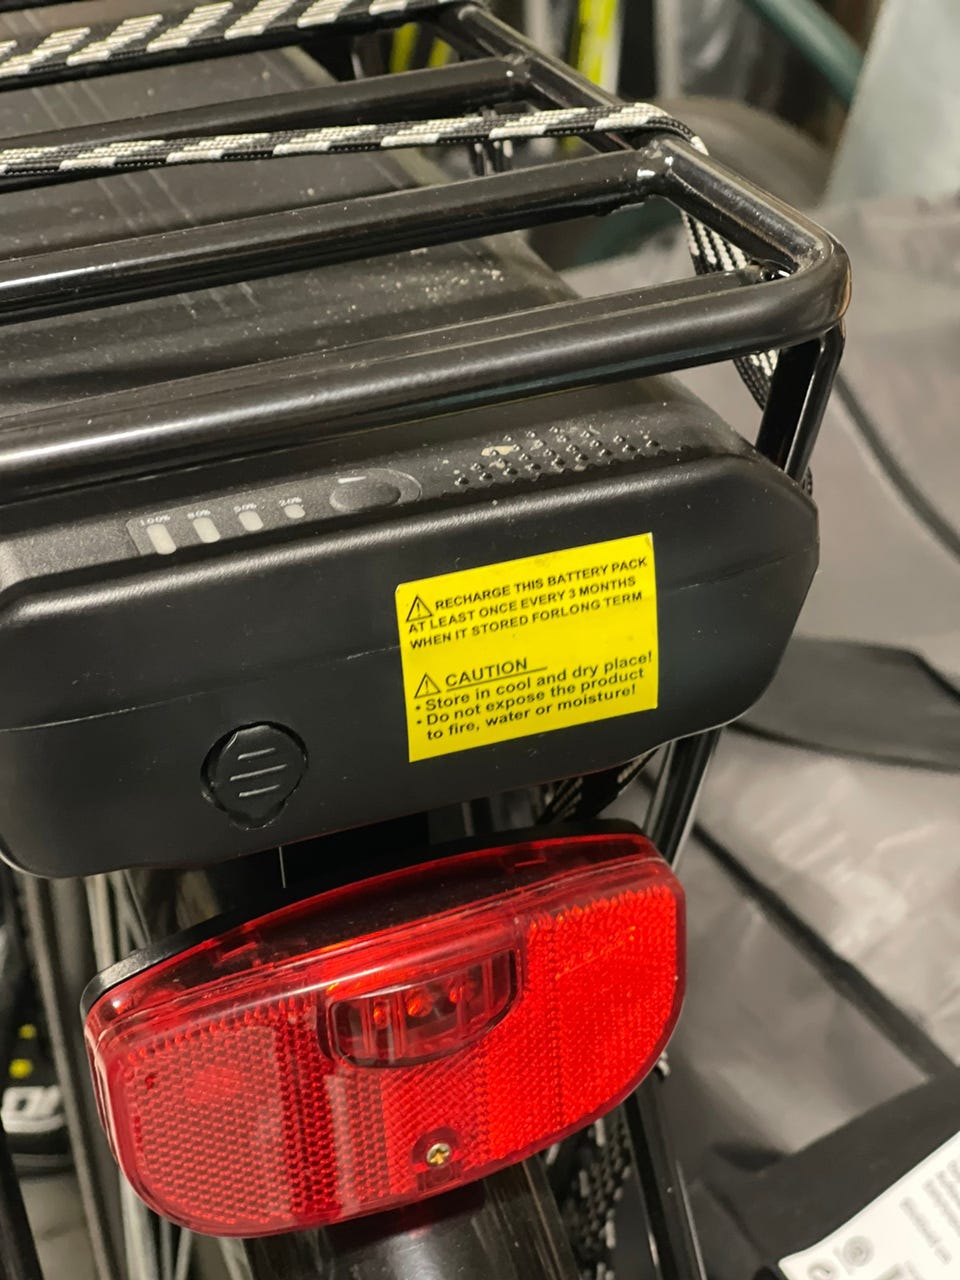 100% 80% 50% 20%
RECHARGE THIS BATTERY PACK
AT LEAST ONCE EVERY 3 MONTHS
WHEN IT STORED FORLONG TERM
CAUTION
• Store in cool and dry place!
• Do not expose the product
to fire, water or moisture!